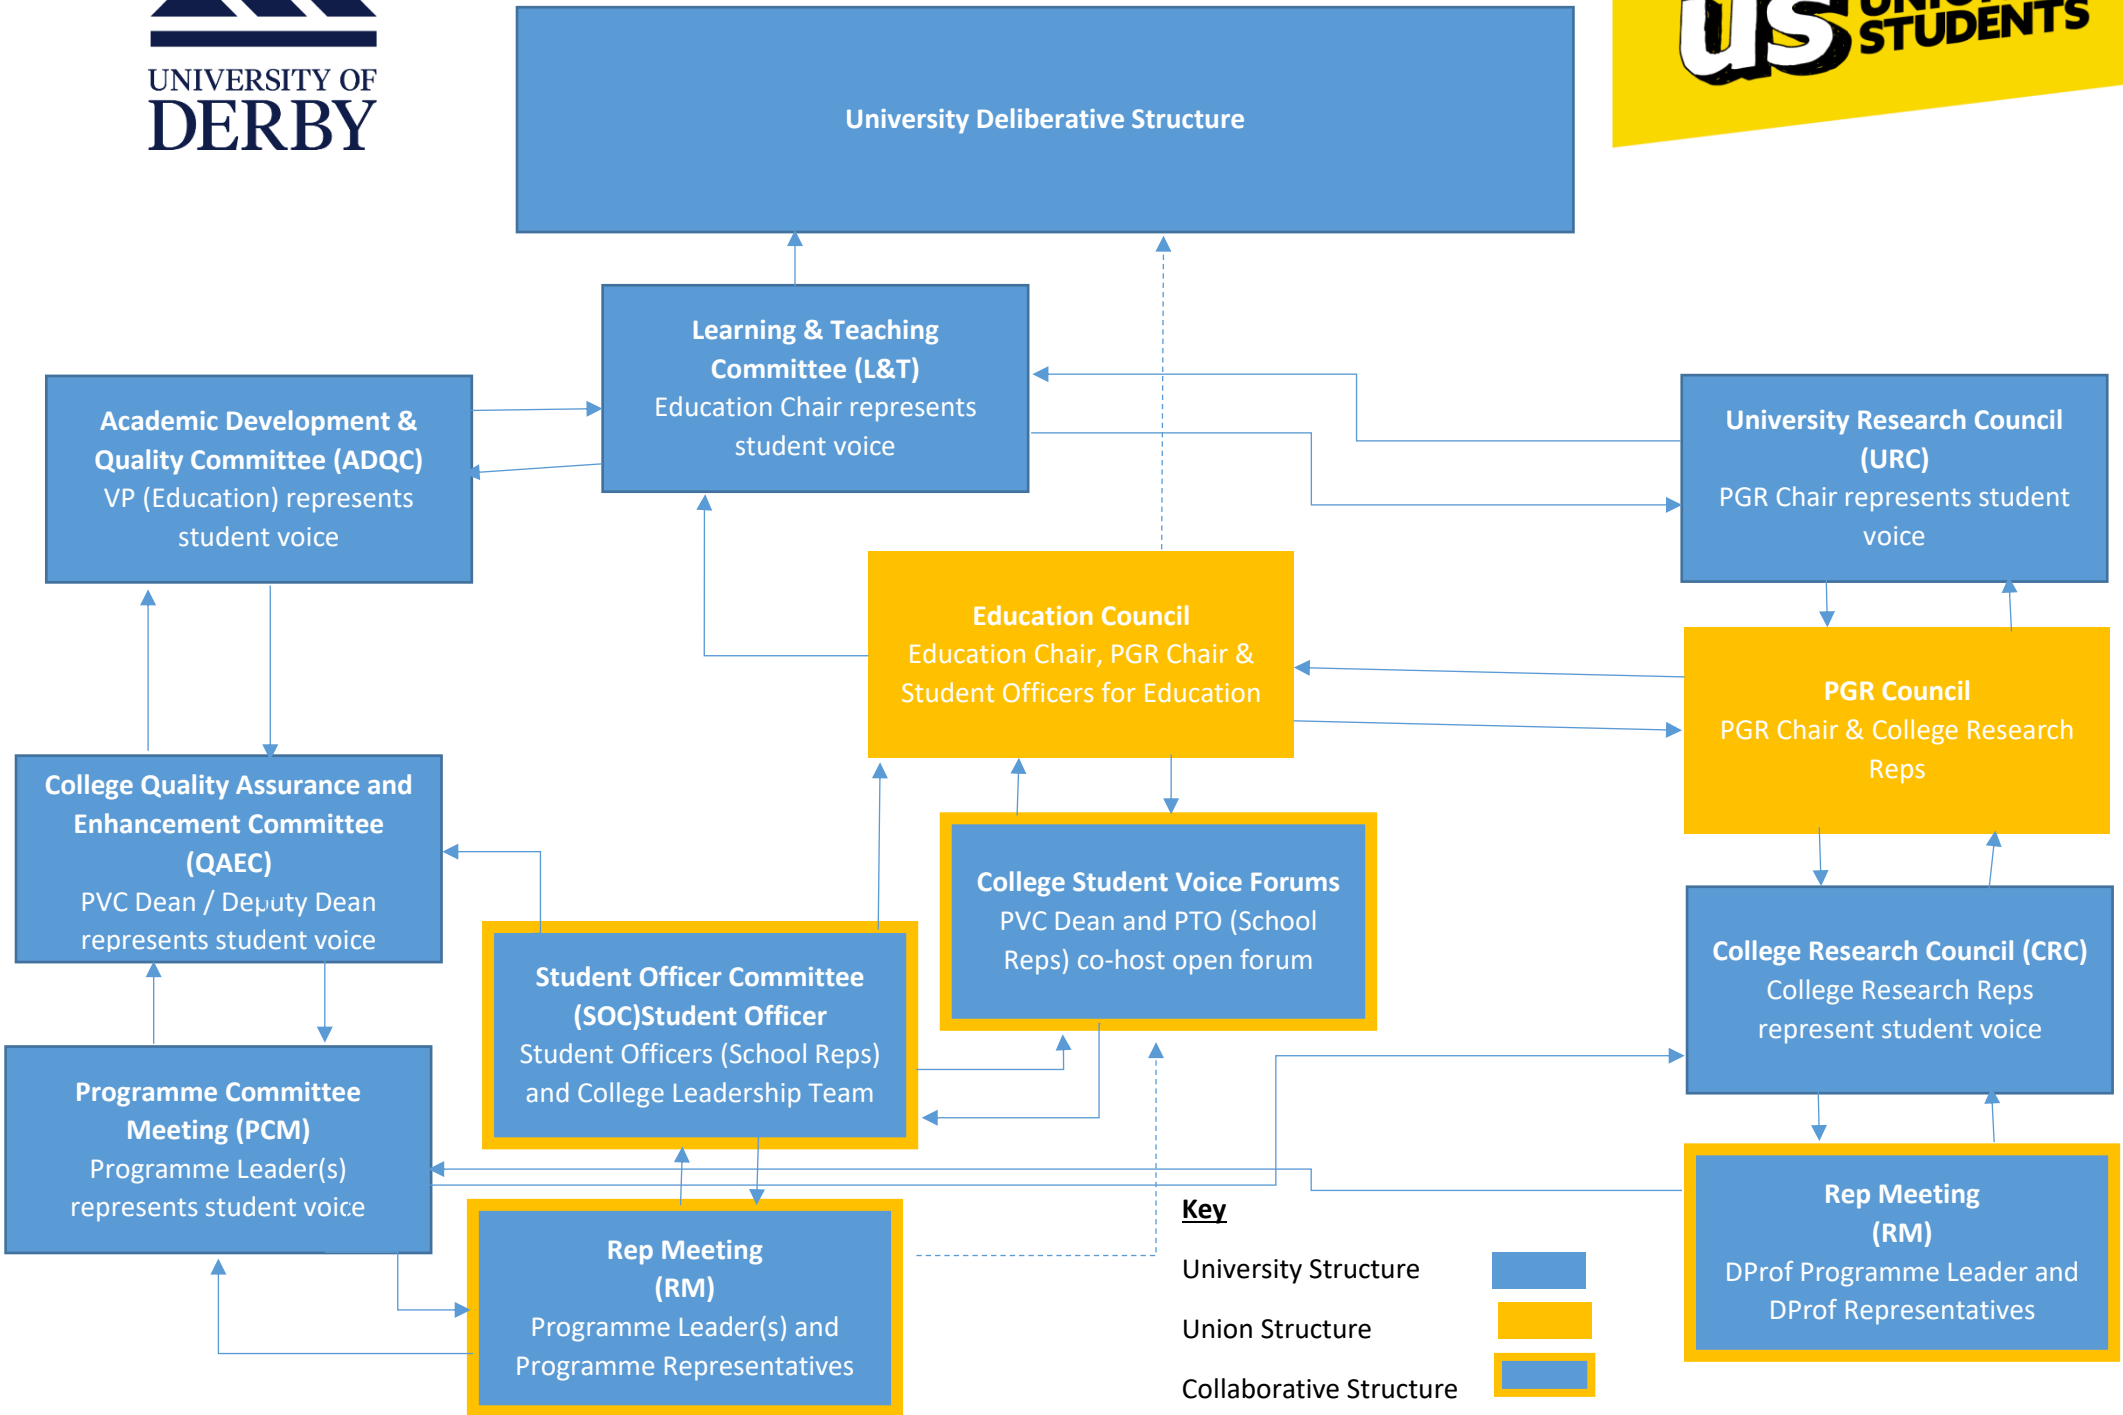 UNIVERSITY OF
DERBY
US
STUDENTS
University Deliberative Structure
Learning & Teaching
Committee (L&T)
Education Chair represents
student voice
Academic Development &
Quality Committee (ADQC)
VP (Education) represents
student voice
University Research Council
(URC)
PGR Chair represents student
voice
Education Council
Education Chair, PGR Chair &
Student Officers for Education
PGR Council
PGR Chair & College Research
Reps
College Quality Assurance and
Enhancement Committee
(QAEC)
PVC Dean / Deputy Dean
represents student voice
College Student Voice Forums
PVC Dean and PTO (School
Reps) co-host open forum
Student Officer Committee
(SOC)Student Officer
Student Officers (School Reps)
and College Leadership Team
College Research Council (CRC)
College Research Reps
represent student voice
Programme Committee
Meeting (PCM)
Programme Leader(s)
represents student voice
Rep Meeting
(RM)
Programme Leader(s) and
Programme Representatives
Rep Meeting
(RM)
DProf Programme Leader and
DProf Representatives
Key
University Structure
Union Structure
Collaborative Structure